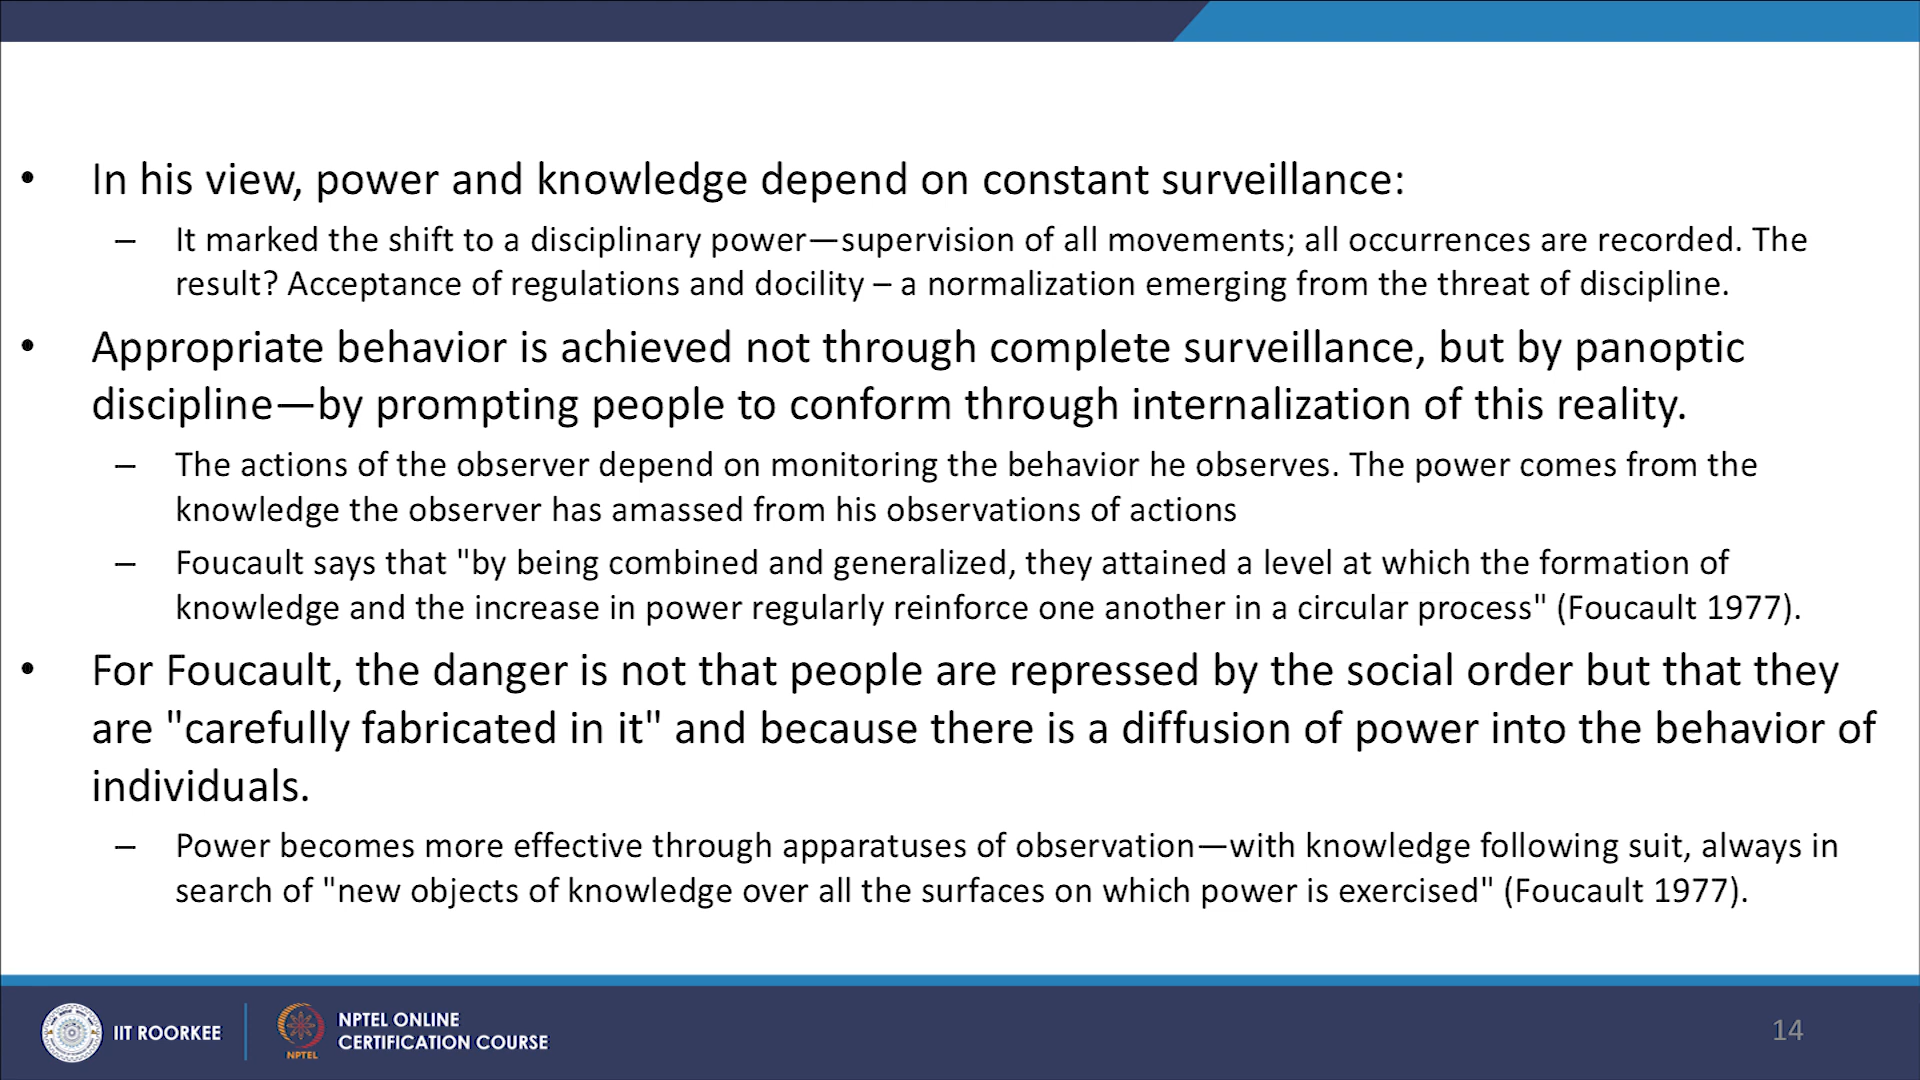 • In his view, power and knowledge depend on constant surveillance:
– It marked the shift to a disciplinary power—supervision of all movements; all occurrences are recorded. The
result? Acceptance of regulations and docility – a normalization emerging from the threat of discipline.
• Appropriate behavior is achieved not through complete surveillance, but by panoptic
discipline—by prompting people to conform through internalization of this reality.
– The actions of the observer depend on monitoring the behavior he observes. The power comes from the
knowledge the observer has amassed from his observations of actions
– Foucault says that "by being combined and generalized, they attained a level at which the formation of
knowledge and the increase in power regularly reinforce one another in a circular process" (Foucault 1977).
• For Foucault, the danger is not that people are repressed by the social order but that they
are "carefully fabricated in it" and because there is a diffusion of power into the behavior of
individuals.
– Power becomes more effective through apparatuses of observation—with knowledge following suit, always in
search of "new objects of knowledge over all the surfaces on which power is exercised" (Foucault 1977).
IIT ROORKEE
NPTEL
NPTEL ONLINE
CERTIFICATION COURSE
14